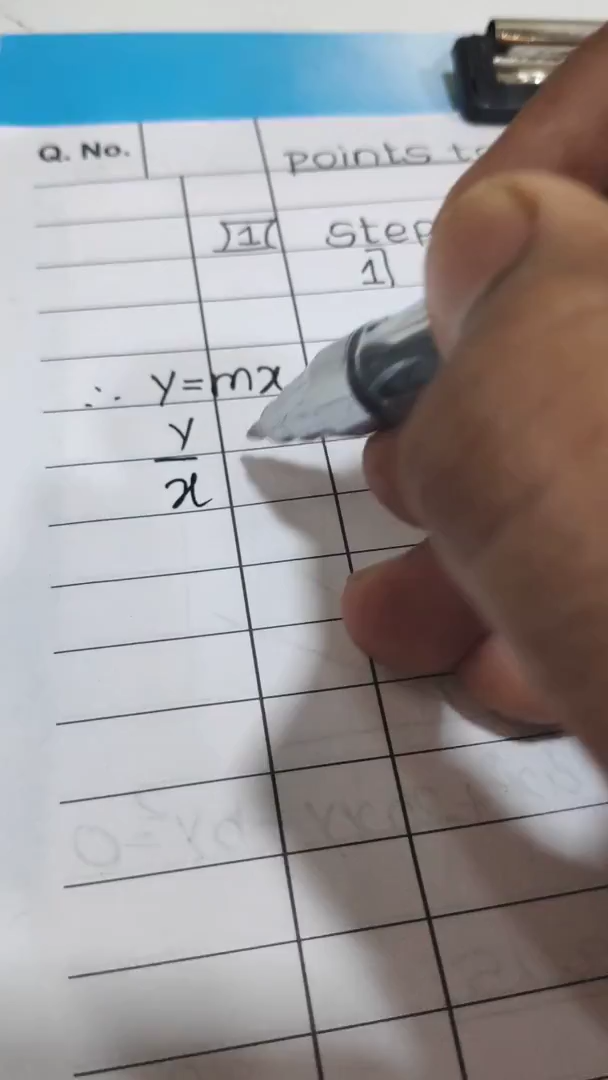 Q. No.
points
)1( Step
1)
∴ y=mx
y
x